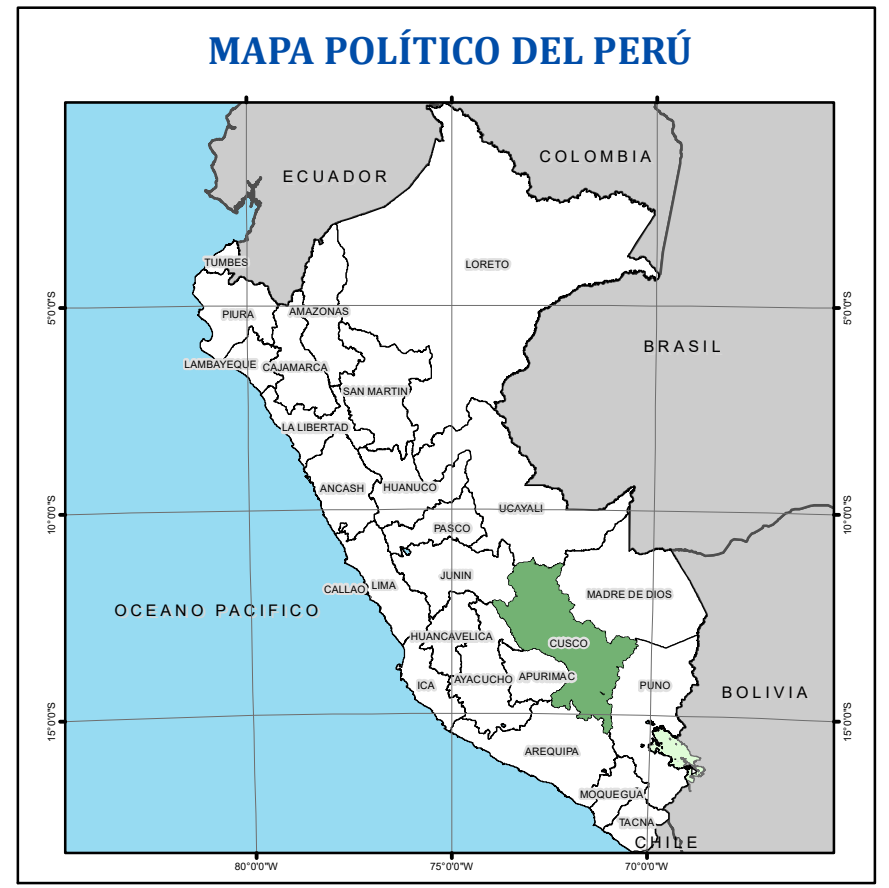 MAPA POLÍTICO DEL PERÚ
COLOMBIA
ECUADOR
TUMBES
LORETO
5°0'0"S
5°0'0"S
PIURA
AMAZONAS
BRASIL
LAMBAYEQUE
CAJAMARCA
SAN MARTIN
LA LIBERTAD
ANCASH
HUANUCO
UCAYALI
10°0'0"S
10°0'0"S
PASCO
JUNIN
CALLAO
LIMA
MADRE DE DIOS
OCEANO PACIFICO
HUANCAVELICA
CUSCO
ICA
AYACUCHO
APURIMAC
PUNO
BOLIVIA
15°0'0"S
15°0'0"S
AREQUIPA
MOQUEGUA
TACNA
CHILE
80°0'0"W
75°0'0"W
70°0'0"W